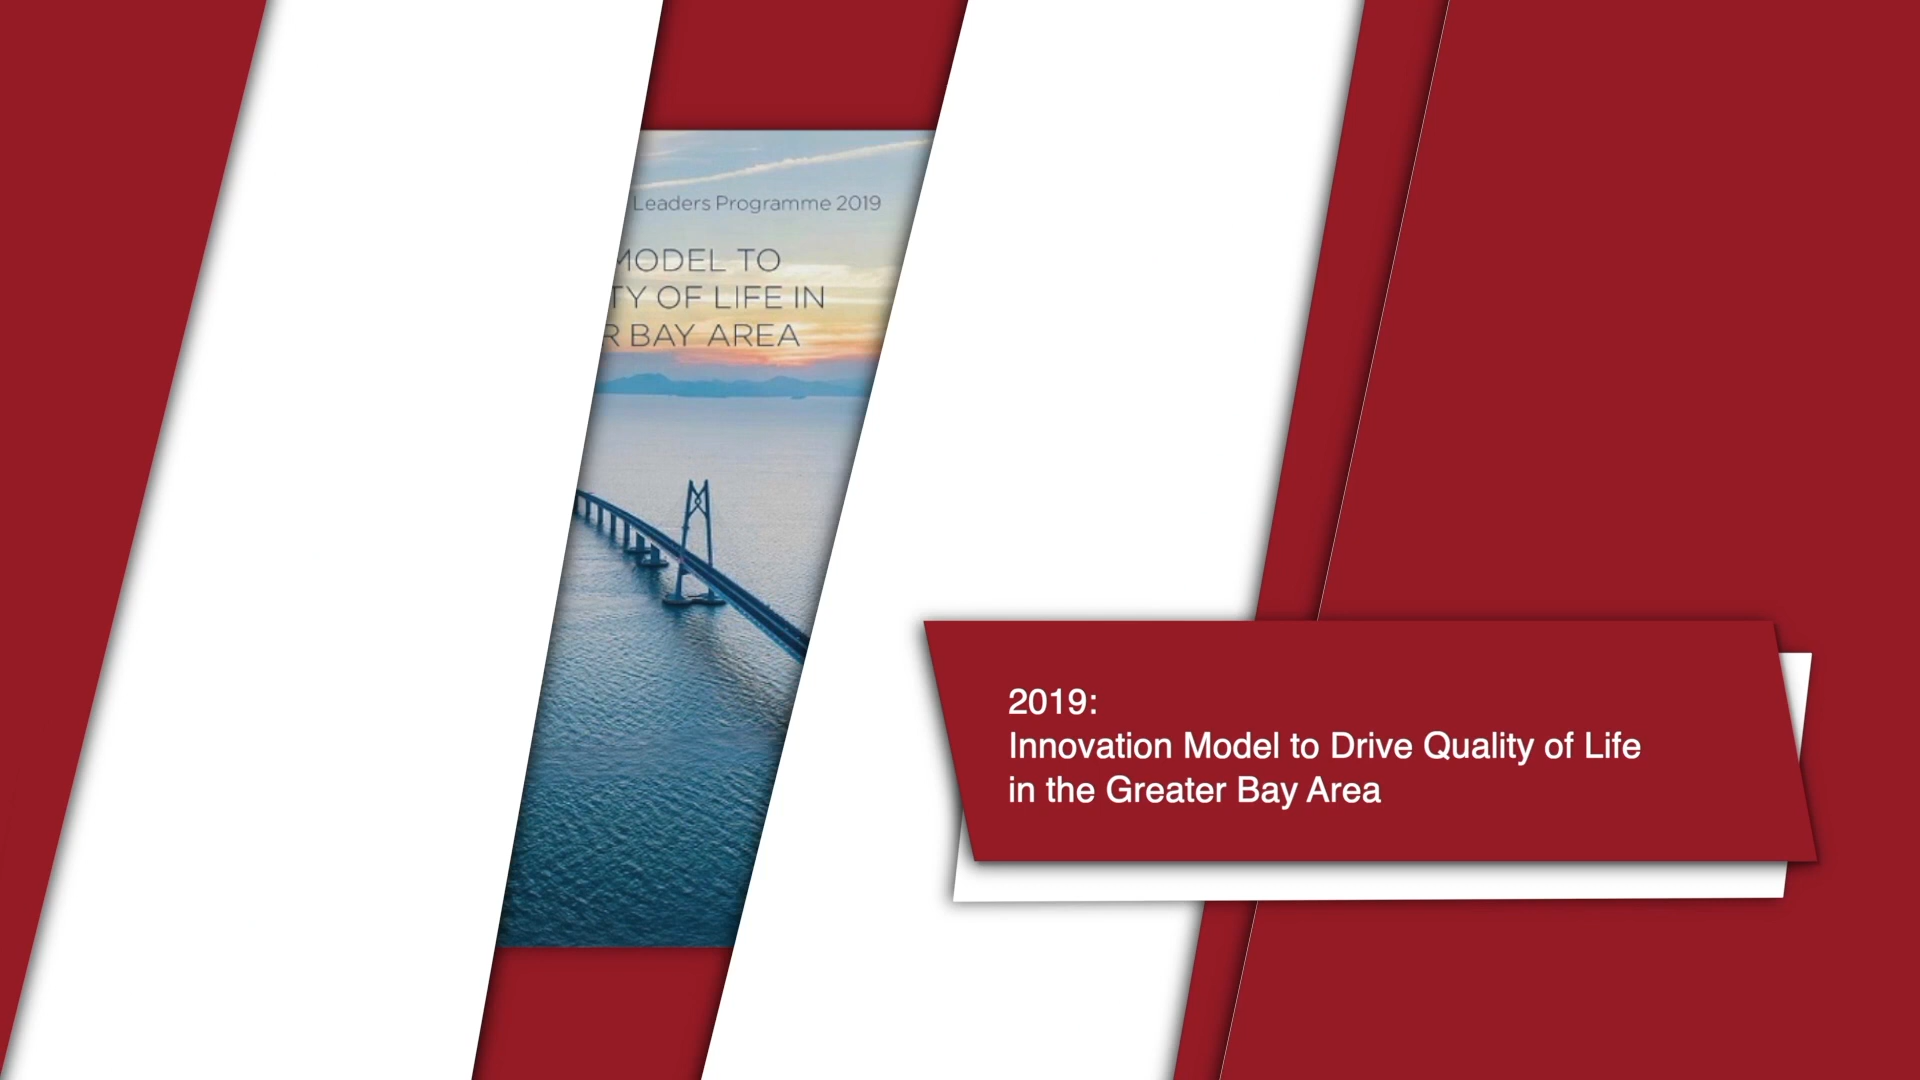 Leaders Programme 2019
MODEL TO
TY OF LIFE IN
R BAY AREA
2019:
Innovation Model to Drive Quality of Life
in the Greater Bay Area